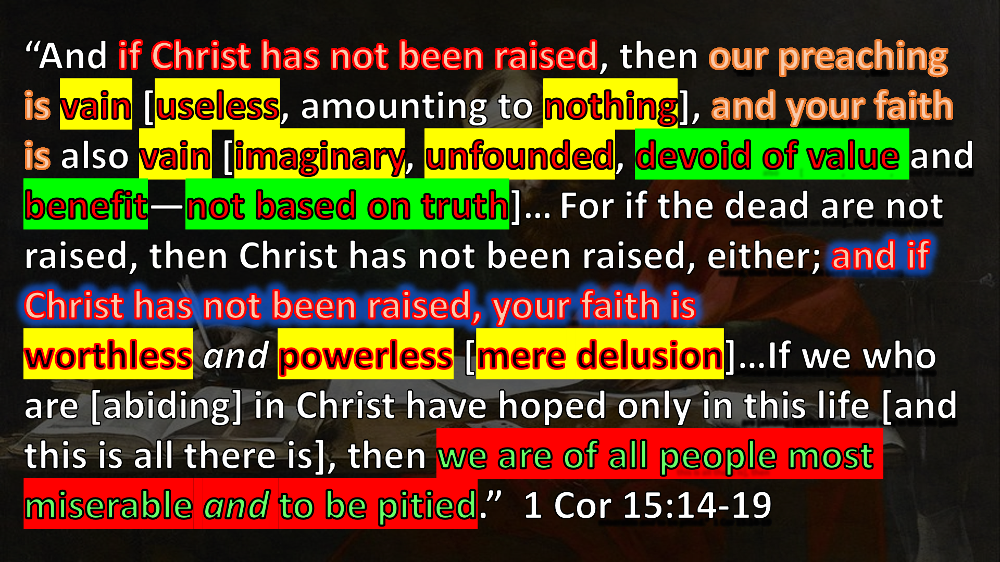 “And if Christ has not been raised, then our preaching
is vain [useless, amounting to nothing], and your faith
is also vain [imaginary, unfounded, devoid of value and
benefit—not based on truth]... For if the dead are not
raised, then Christ has not been raised, either; and if
Christ has not been raised, your faith is
worthless and powerless [mere delusion]...If we who
are [abiding] in Christ have hoped only in this life [and
this is all there is], then we are of all people most
miserable and to be pitied.” 1 Cor 15:14-19